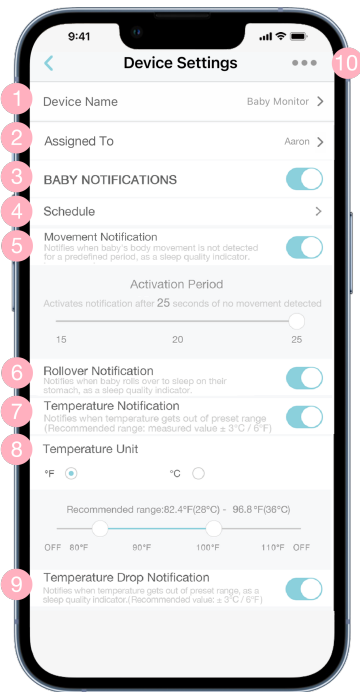 9:41
Device Settings
10
1
Device Name
Baby Monitor
2
Assigned To
Aaron
3
BABY NOTIFICATIONS
4
Schedule
5
Movement Notification
Notifies when baby's body movement is not detected
for a predefined period, as a sleep quality indicator.
Activation Period
Activates notification after 25 seconds of no movement detected
15 20 25
6
Rollover Notification
Notifies when baby rolls over to sleep on their
stomach, as a sleep quality indicator.
7
Temperature Notification
Notifies when temperature gets out of preset range
(Recommended range: measured value ± 3°C / 6°F)
8
Temperature Unit
°F °C
Recommended range:82.4°F(28°C) - 96.8°F(36°C)
OFF 80°F 90°F 100°F 110°F OFF
9
Temperature Drop Notification
Notifies when temperature gets out of preset range, as a
sleep quality indicator.(Recommended value: ± 3°C / 6°F)